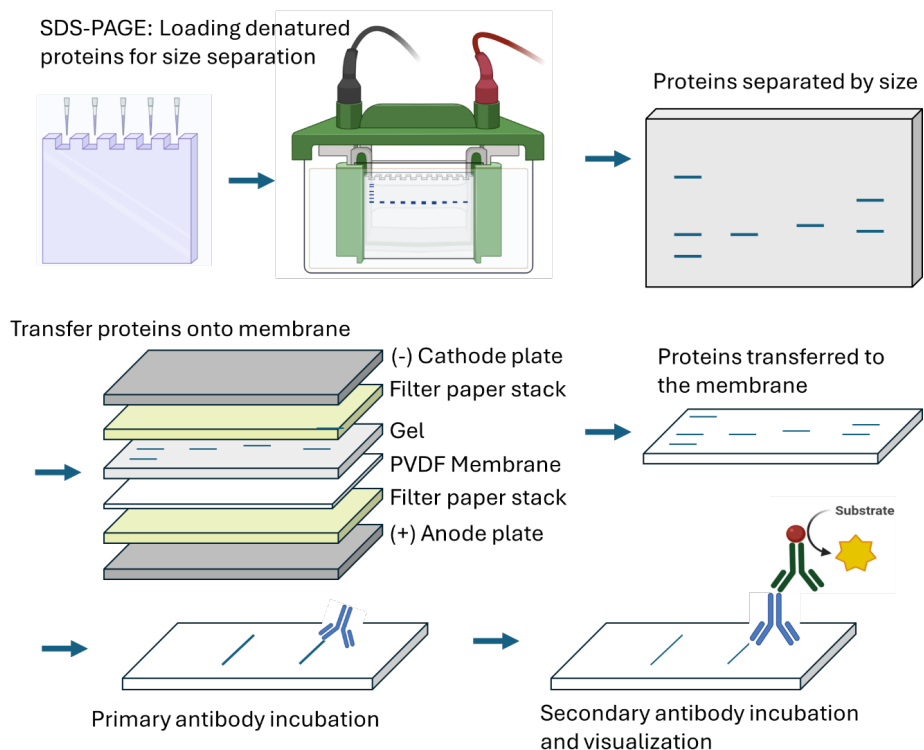 SDS-PAGE: Loading denatured
proteins for size separation
Proteins separated by size
Transfer proteins onto membrane
(-) Cathode plate
Filter paper stack
Gel
PVDF Membrane
Filter paper stack
(+) Anode plate
Proteins transferred to
the membrane
Substrate
Primary antibody incubation
Secondary antibody incubation
and visualization